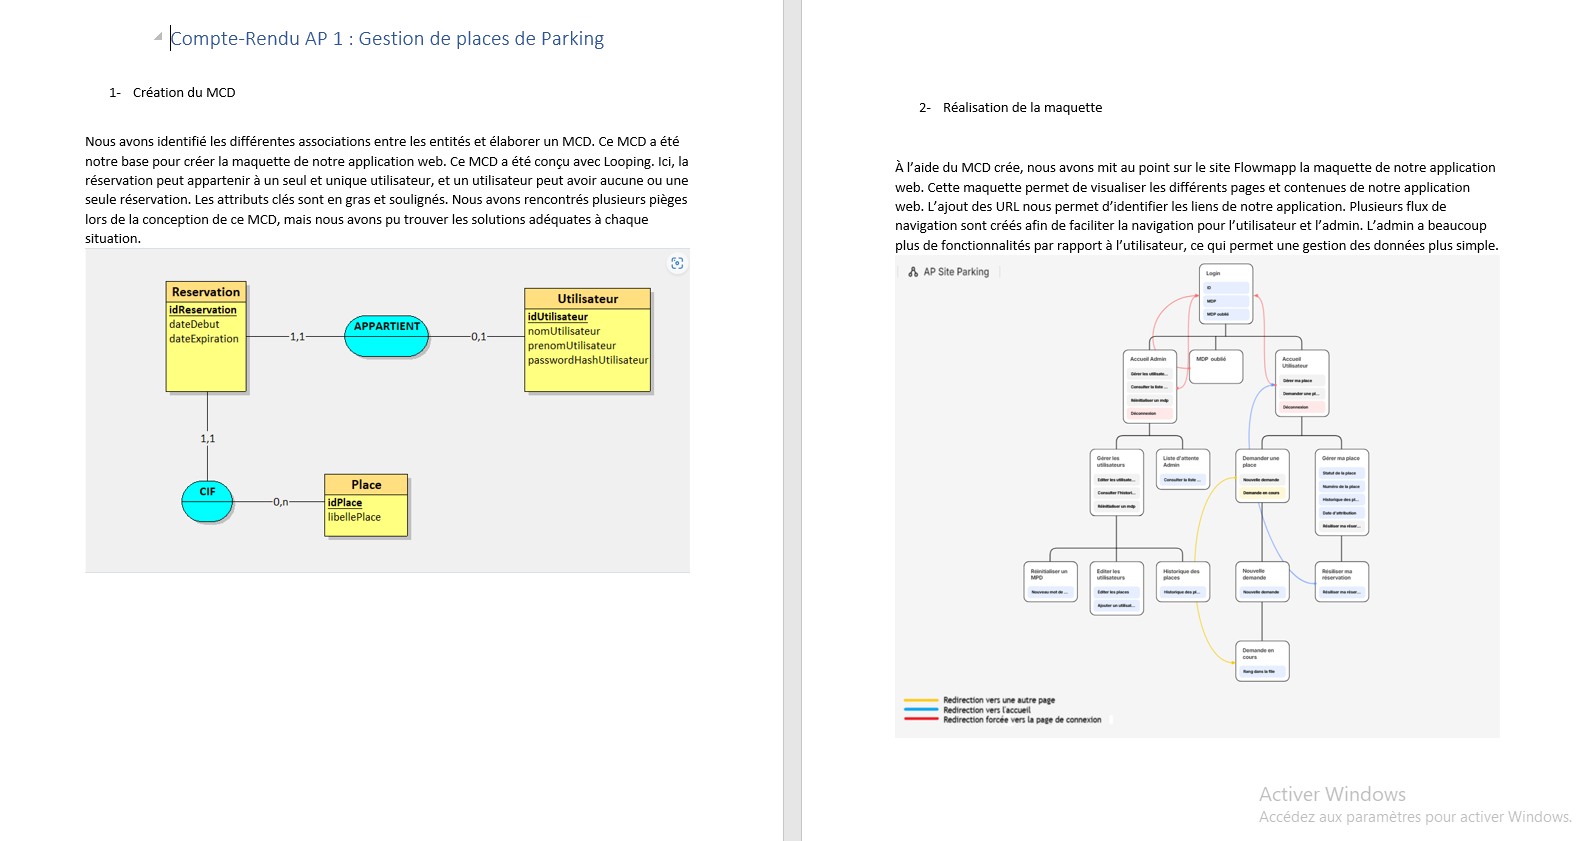 Compte-Rendu AP 1 : Gestion de places de Parking
1- Création du MCD
Nous avons identifié les différentes associations entre les entités et élaborer un MCD. Ce MCD a été
notre base pour créer la maquette de notre application web. Ce MCD a été conçu avec Looping. Ici, la
réservation peut appartenir à un seul et unique utilisateur, et un utilisateur peut avoir aucune ou une
seule réservation. Les attributs clés sont en gras et soulignés. Nous avons rencontrés plusieurs pièges
lors de la conception de ce MCD, mais nous avons pu trouver les solutions adéquates à chaque
situation.
Reservation
idReservation
dateDebut
dateExpiration
1,1
APPARTIENT
0,1
Utilisateur
idUtilisateur
nomUtilisateur
prenomUtilisateur
passwordHashUtilisateur
1,1
CIF
0,n
Place
idPlace
libellePlace
2- Réalisation de la maquette
À l’aide du MCD crée, nous avons mit au point sur le site Flowmapp la maquette de notre application
web. Cette maquette permet de visualiser les différents pages et contenues de notre application
web. L’ajout des URL nous permet d’identifier les liens de notre application. Plusieurs flux de
navigation sont créés afin de faciliter la navigation pour l’utilisateur et l’admin. L’admin a beaucoup
plus de fonctionnalités par rapport à l’utilisateur, ce qui permet une gestion des données plus simple.
AP Site Parking
Login
ID
MDP
MDP oublié
Accueil Admin
Gérer les utilisate...
Consulter la liste ...
Réinitialiser un mdp
Déconnexion
MDP oublié
Accueil
Utilisateur
Gérer ma place
Demander une pl...
Déconnexion
Gérer les
utilisateurs
Editer les utilisate...
Consulter l'histori...
Réinitialiser un mdp
Liste d'attente
Admin
Consulter la liste ...
Demander une
place
Nouvelle demande
Demande en cours
Gérer ma place
Statut de la place
Numéro de la place
Historique des pl...
Date d'attribution
Résilier ma réser...
Réinitialiser un
MPD
Nouveau mot de ...
Editer les
utilisateurs
Editer les places
Ajouter un utilisat...
Historique des
places
Historique des pl...
Nouvelle
demande
Nouvelle demande
Résilier ma
réservation
Résilier ma réser...
Demande en
cours
Rang dans la file
Redirection vers une autre page
Redirection vers l'accueil
Redirection forcée vers la page de connexion
Activer Windows
Accédez aux paramètres pour activer Windows.